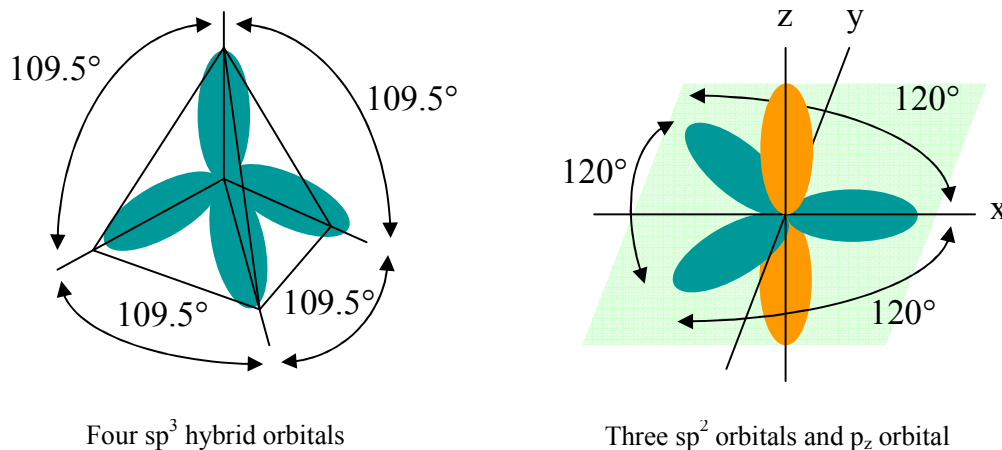 109.5°
109.5°
109.5°
109.5°
Four sp³ hybrid orbitals
z
y
120°
120°
x
120°
Three sp² orbitals and p_z orbital